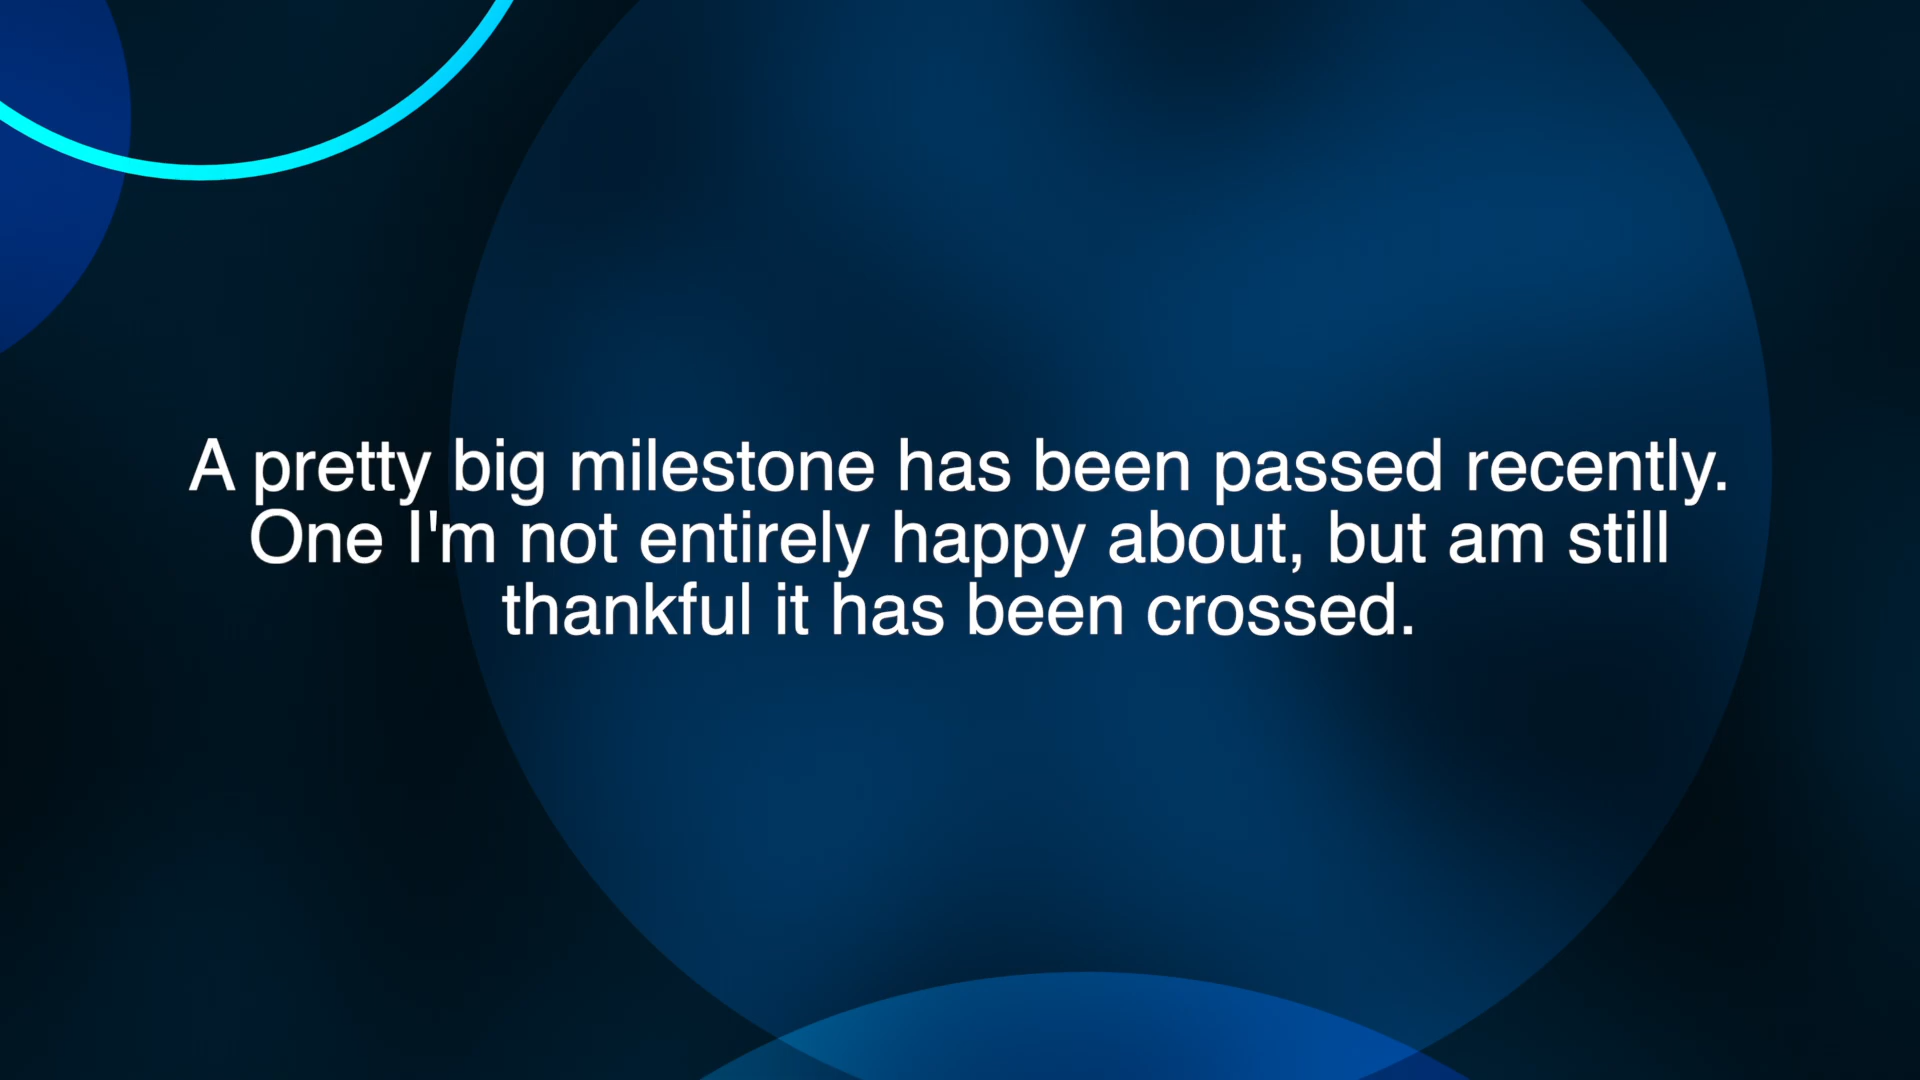 A pretty big milestone has been passed recently.
One I'm not entirely happy about, but am still
thankful it has been crossed.